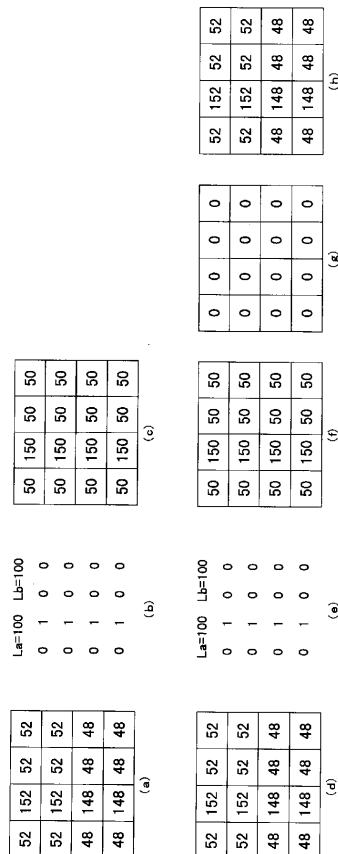 52 152 52 52
52 152 52 52
48 148 48 48
48 148 48 48
(a)
La=100 Lb=100
0 1 0 0
0 1 0 0
0 1 0 0
0 1 0 0
(b)
50 150 50 50
50 150 50 50
50 150 50 50
50 150 50 50
(c)
52 152 52 52
52 152 52 52
48 148 48 48
48 148 48 48
(d)
La=100 Lb=100
0 1 0 0
0 1 0 0
0 1 0 0
0 1 0 0
(e)
50 150 50 50
50 150 50 50
50 150 50 50
50 150 50 50
(f)
0 0 0 0
0 0 0 0
0 0 0 0
0 0 0 0
(g)
52 152 52 52
52 152 52 52
48 148 48 48
48 148 48 48
(h)